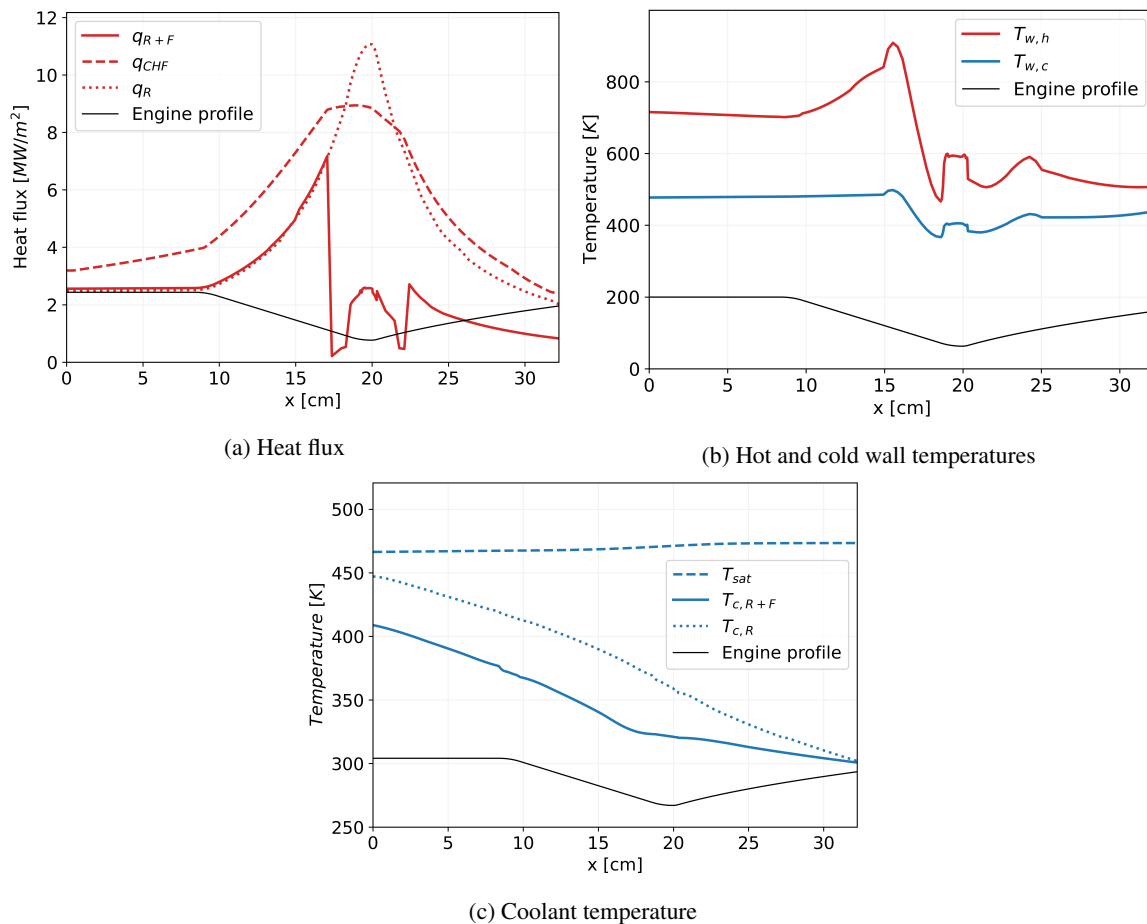 12
10
8
6
4
2
0
Heat flux [MW/m²]
q_{R+F}
q_{CHF}
q_R
Engine profile
0 5 10 15 20 25 30
x [cm]
(a) Heat flux
800
600
400
200
0
Temperature [K]
T_{w,h}
T_{w,c}
Engine profile
0 5 10 15 20 25 30
x [cm]
(b) Hot and cold wall temperatures
500
450
400
350
300
250
Temperature [K]
T_{sat}
T_{c,R+F}
T_{c,R}
Engine profile
0 5 10 15 20 25 30
x [cm]
(c) Coolant temperature